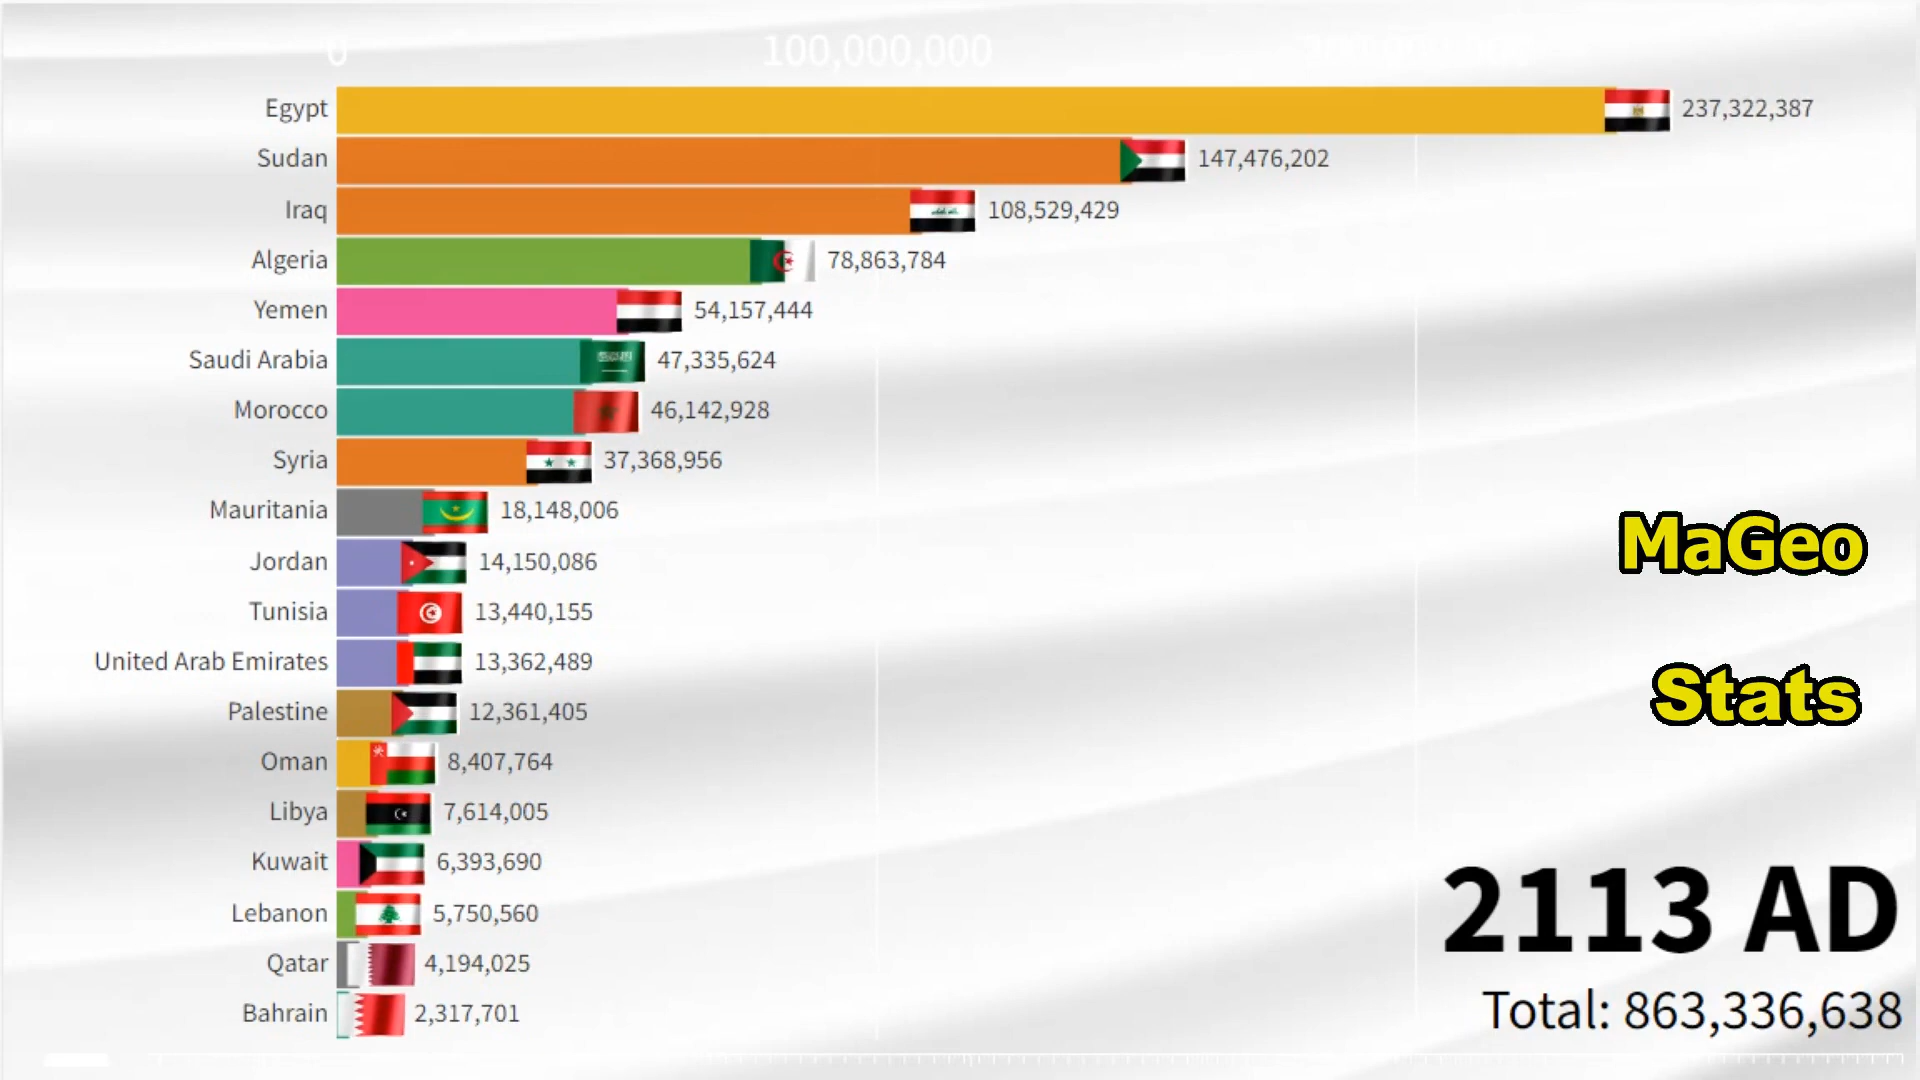 0 100,000,000 200,000,000
Egypt 237,322,387
Sudan 147,476,202
Iraq 108,529,429
Algeria 78,863,784
Yemen 54,157,444
Saudi Arabia 47,335,624
Morocco 46,142,928
Syria 37,368,956
Mauritania 18,148,006
Jordan 14,150,086
Tunisia 13,440,155
United Arab Emirates 13,362,489
Palestine 12,361,405
Oman 8,407,764
Libya 7,614,005
Kuwait 6,393,690
Lebanon 5,750,560
Qatar 4,194,025
Bahrain 2,317,701
MaGeo
Stats
2113 AD
Total: 863,336,638